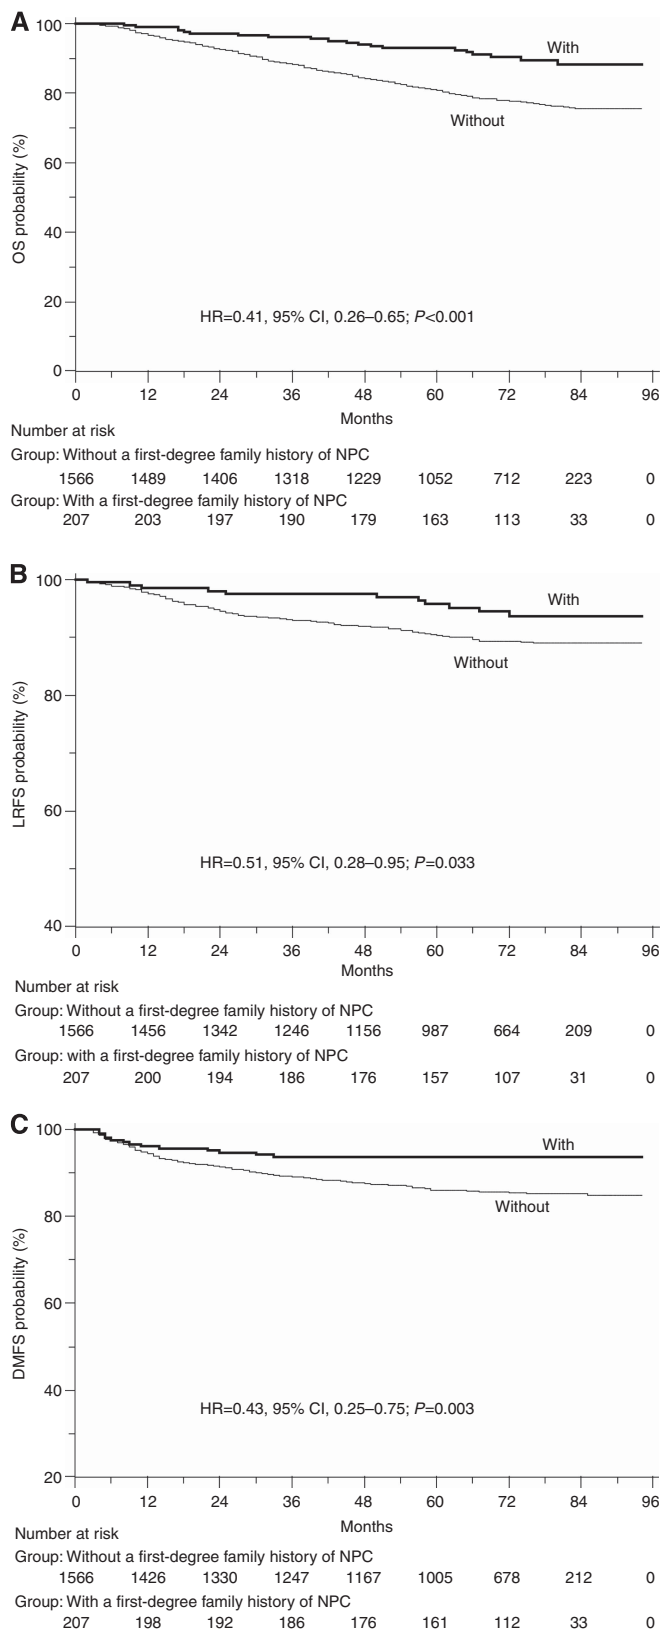 A
100
80
60
40
20
0
OS probability (%)
With
Without
HR=0.41, 95% CI, 0.26–0.65; P<0.001
0 12 24 36 48 60 72 84 96
Months
Number at risk
Group: Without a first-degree family history of NPC
1566 1489 1406 1318 1229 1052 712 223 0
Group: With a first-degree family history of NPC
207 203 197 190 179 163 113 33 0
B
100
80
60
40
LRFS probability (%)
With
Without
HR=0.51, 95% CI, 0.28–0.95; P=0.033
0 12 24 36 48 60 72 84 96
Months
Number at risk
Group: Without a first-degree family history of NPC
1566 1456 1342 1246 1156 987 664 209 0
Group: with a first-degree family history of NPC
207 200 194 186 176 157 107 31 0
C
100
80
60
40
20
DMFS probability (%)
With
Without
HR=0.43, 95% CI, 0.25–0.75; P=0.003
0 12 24 36 48 60 72 84 96
Months
Number at risk
Group: Without a first-degree family history of NPC
1566 1426 1330 1247 1167 1005 678 212 0
Group: With a first-degree family history of NPC
207 198 192 186 176 161 112 33 0